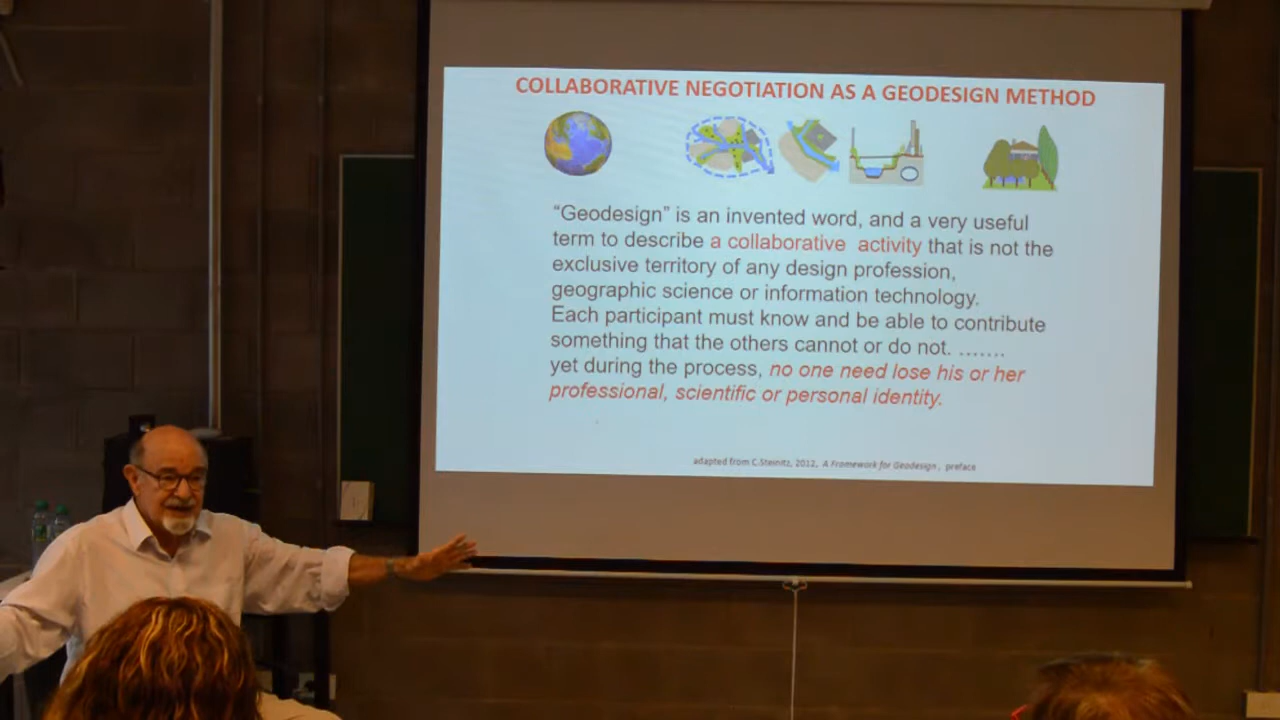 COLLABORATIVE NEGOTIATION AS A GEODESIGN METHOD
“Geodesign” is an invented word, and a very useful
term to describe a collaborative activity that is not the
exclusive territory of any design profession,
geographic science or information technology.
Each participant must know and be able to contribute
something that the others cannot or do not. .......
yet during the process, no one need lose his or her
professional, scientific or personal identity.
adapted from C.Steinitz, 2012, A Framework for Geodesign, preface